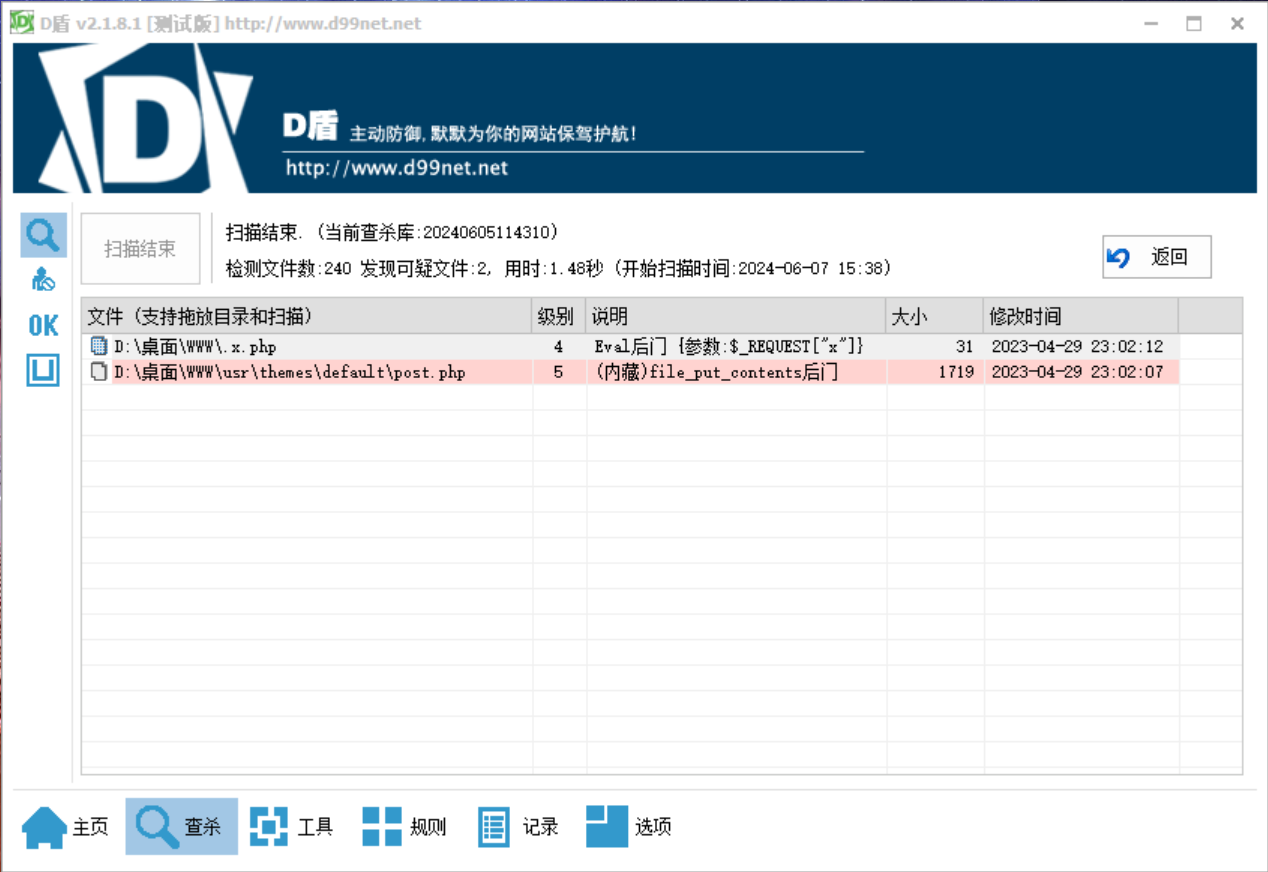 D盾 v2.1.8.1 [测试版] http://www.d99net.net
D盾 主动防御,默默为你的网站保驾护航!
http://www.d99net.net
扫描结束
扫描结束. (当前查杀库:20240605114310)
检测文件数:240 发现可疑文件:2, 用时:1.48秒 (开始扫描时间:2024-06-07 15:38)
返回
OK
文件 (支持拖放目录和扫描) 级别 说明 大小 修改时间
D:\桌面\WWW\.x.php 4 Eval后门 {参数:$_REQUEST["x"]} 31 2023-04-29 23:02:12
D:\桌面\WWW\usr\themes\default\post.php 5 (内藏)file_put_contents后门 1719 2023-04-29 23:02:07
主页 查杀 工具 规则 记录 选项